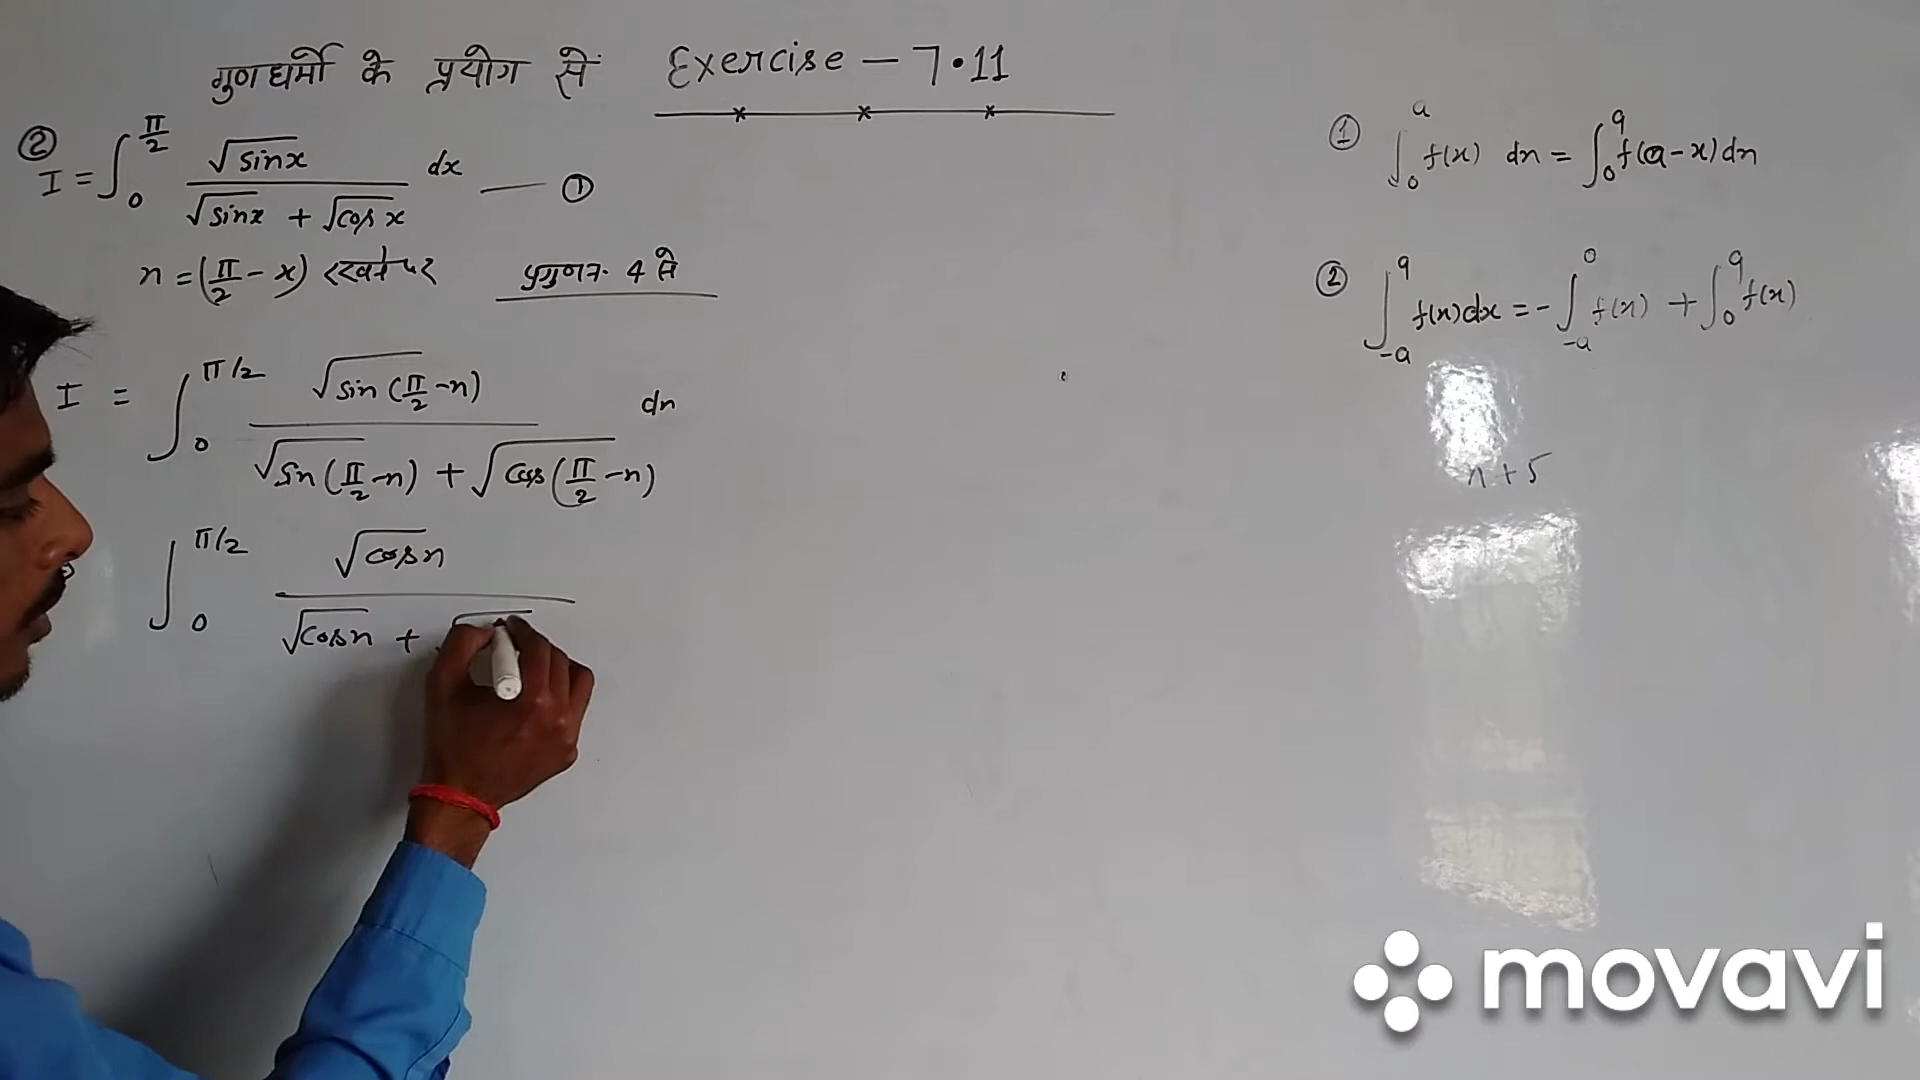 गुणधर्मो के प्रयोग से Exercise - 7.11
② I = ∫₀^{π/2} √sinx / (√sinx + √cosx) dx —— ①
x = (π/2 - x) रखने पर प्रगुणन. 4 से
I = ∫₀^{π/2} √sin(π/2-x) / (√sin(π/2-x) + √cos(π/2-x)) dx
∫₀^{π/2} √cosx / (√cosx + √
① ∫₀^a f(x) dx = ∫₀^a f(a-x)dx
② ∫₋ₐ^a f(x)dx = -∫₋ₐ^0 f(x) + ∫₀^a f(x)
x+5
movavi